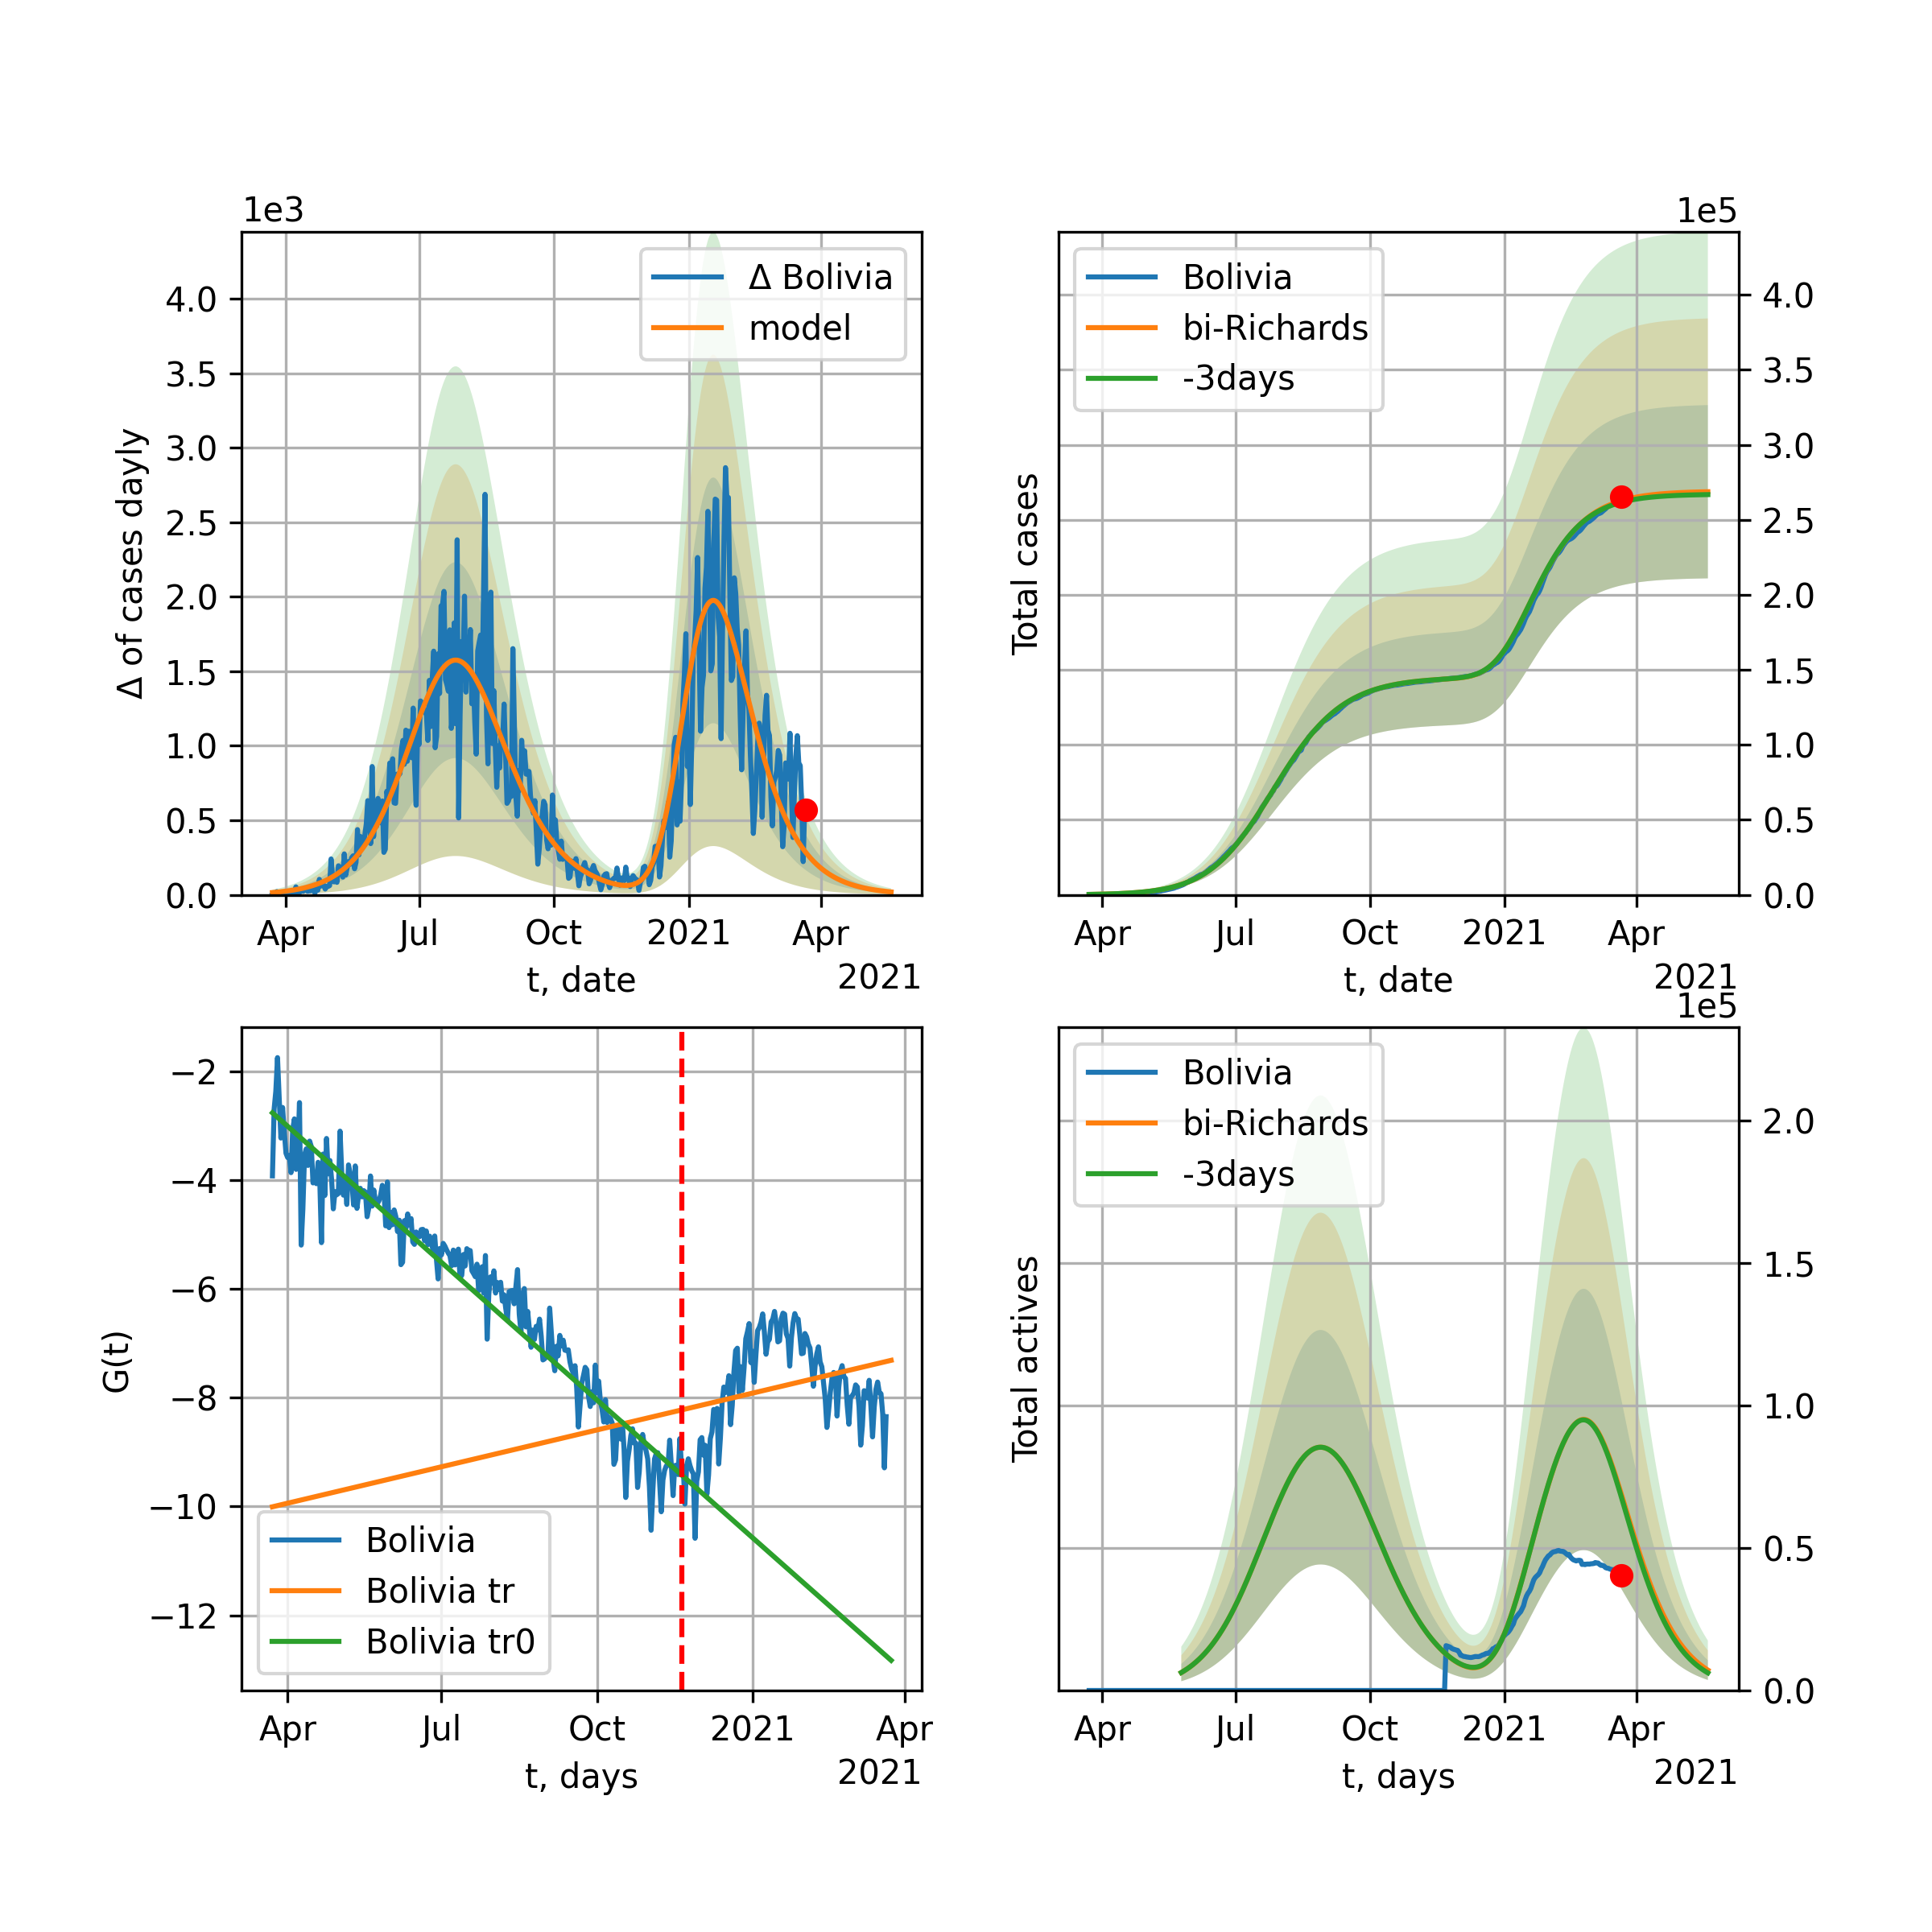 1e3
Δ of cases dayly
4.0
3.5
3.0
2.5
2.0
1.5
1.0
0.5
0.0
Δ Bolivia
model
Apr
Jul
Oct
2021
Apr
t, date
2021
1e5
Total cases
Bolivia
bi-Richards
-3days
4.0
3.5
3.0
2.5
2.0
1.5
1.0
0.5
0.0
Apr
Jul
Oct
2021
Apr
t, date
2021
G(t)
−2
−4
−6
−8
−10
−12
Bolivia
Bolivia tr
Bolivia tr0
Apr
Jul
Oct
2021
Apr
t, days
2021
1e5
Total actives
Bolivia
bi-Richards
-3days
2.0
1.5
1.0
0.5
0.0
Apr
Jul
Oct
2021
Apr
t, days
2021